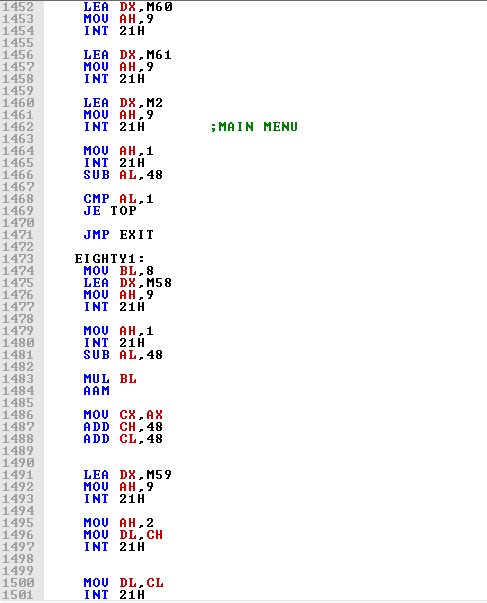 1452 LEA DX,M60
1453 MOV AH,9
1454 INT 21H
1455
1456 LEA DX,M61
1457 MOV AH,9
1458 INT 21H
1459
1460 LEA DX,M2
1461 MOV AH,9
1462 INT 21H ;MAIN MENU
1463
1464 MOV AH,1
1465 INT 21H
1466 SUB AL,48
1467
1468 CMP AL,1
1469 JE TOP
1470
1471 JMP EXIT
1472
1473 EIGHTY1:
1474 MOV BL,8
1475 LEA DX,M58
1476 MOV AH,9
1477 INT 21H
1478
1479 MOV AH,1
1480 INT 21H
1481 SUB AL,48
1482
1483 MUL BL
1484 AAM
1485
1486 MOV CX,AX
1487 ADD CH,48
1488 ADD CL,48
1489
1490
1491 LEA DX,M59
1492 MOV AH,9
1493 INT 21H
1494
1495 MOV AH,2
1496 MOV DL,CH
1497 INT 21H
1498
1499
1500 MOV DL,CL
1501 INT 21H